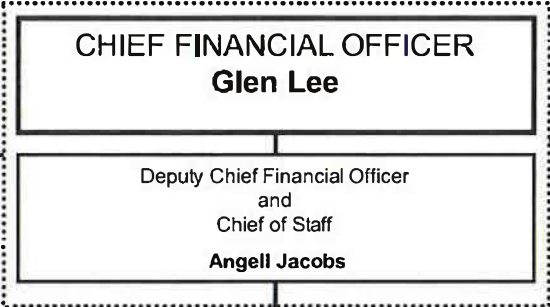 CHIEF FINANCIAL OFFICER
Glen Lee
Deputy Chief Financial Officer
and
Chief of Staff
Angell Jacobs